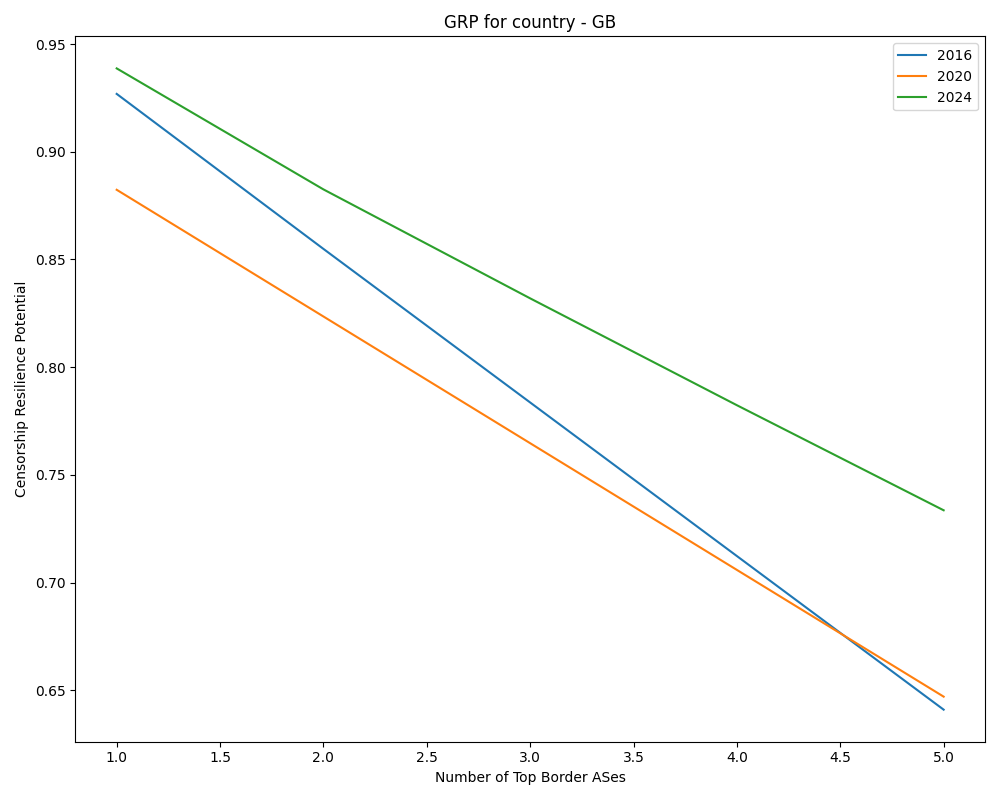 GRP for country - GB
2016
2020
2024
Censorship Resilience Potential
0.95
0.90
0.85
0.80
0.75
0.70
0.65
1.0 1.5 2.0 2.5 3.0 3.5 4.0 4.5 5.0
Number of Top Border ASes